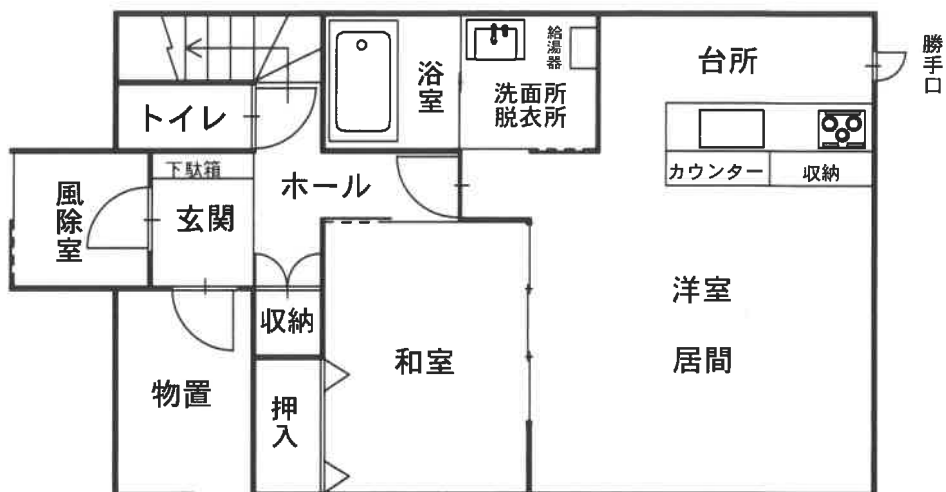 給湯器
台所
勝手口
浴室
洗面所
脱衣所
トイレ
カウンター
収納
下駄箱
ホール
風除室
玄関
洋室
居間
収納
和室
物置
押入